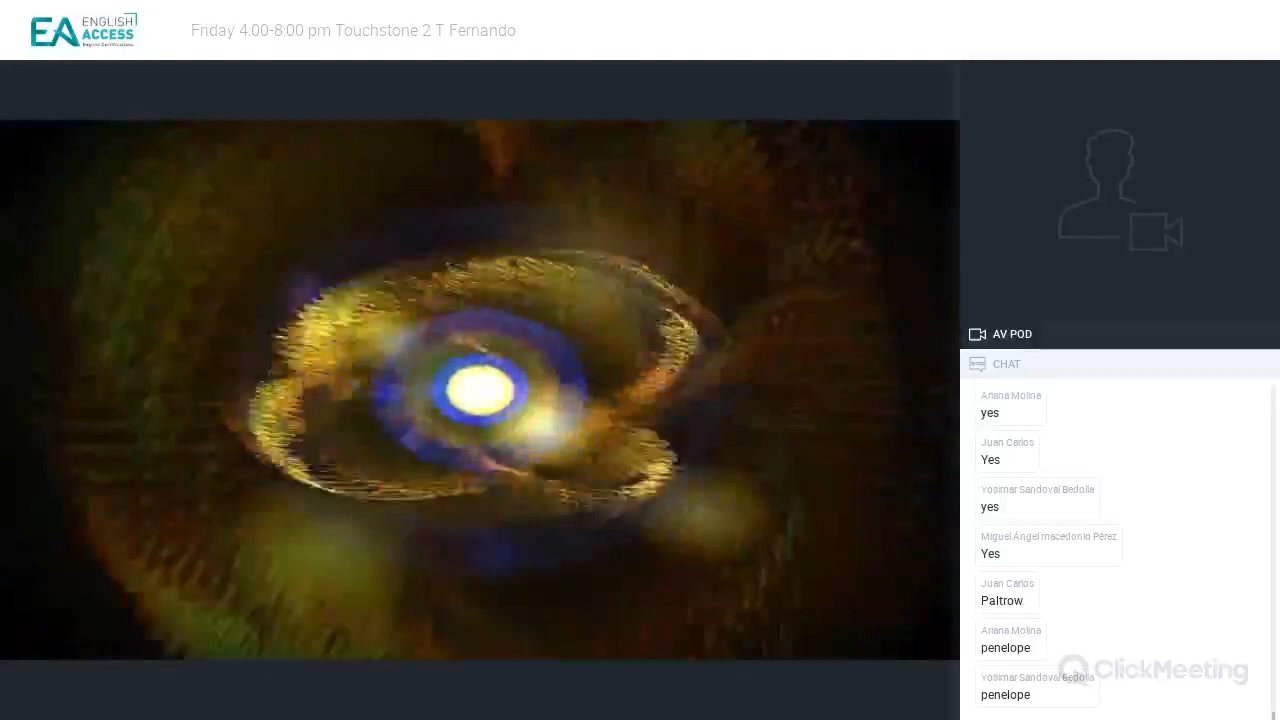 ENGLISH
ACCESS
English Certifications
Friday 4:00-8:00 pm Touchstone 2 T Fernando
AV POD
CHAT
Ariana Molina
yes
Juan Carlos
Yes
Yosimar Sandoval Bedolla
yes
Miguel Ángel macedonio Pérez
Yes
Juan Carlos
Paltrow
Ariana Molina
penelope
Yosimar Sandoval Bedolla
penelope
ClickMeeting